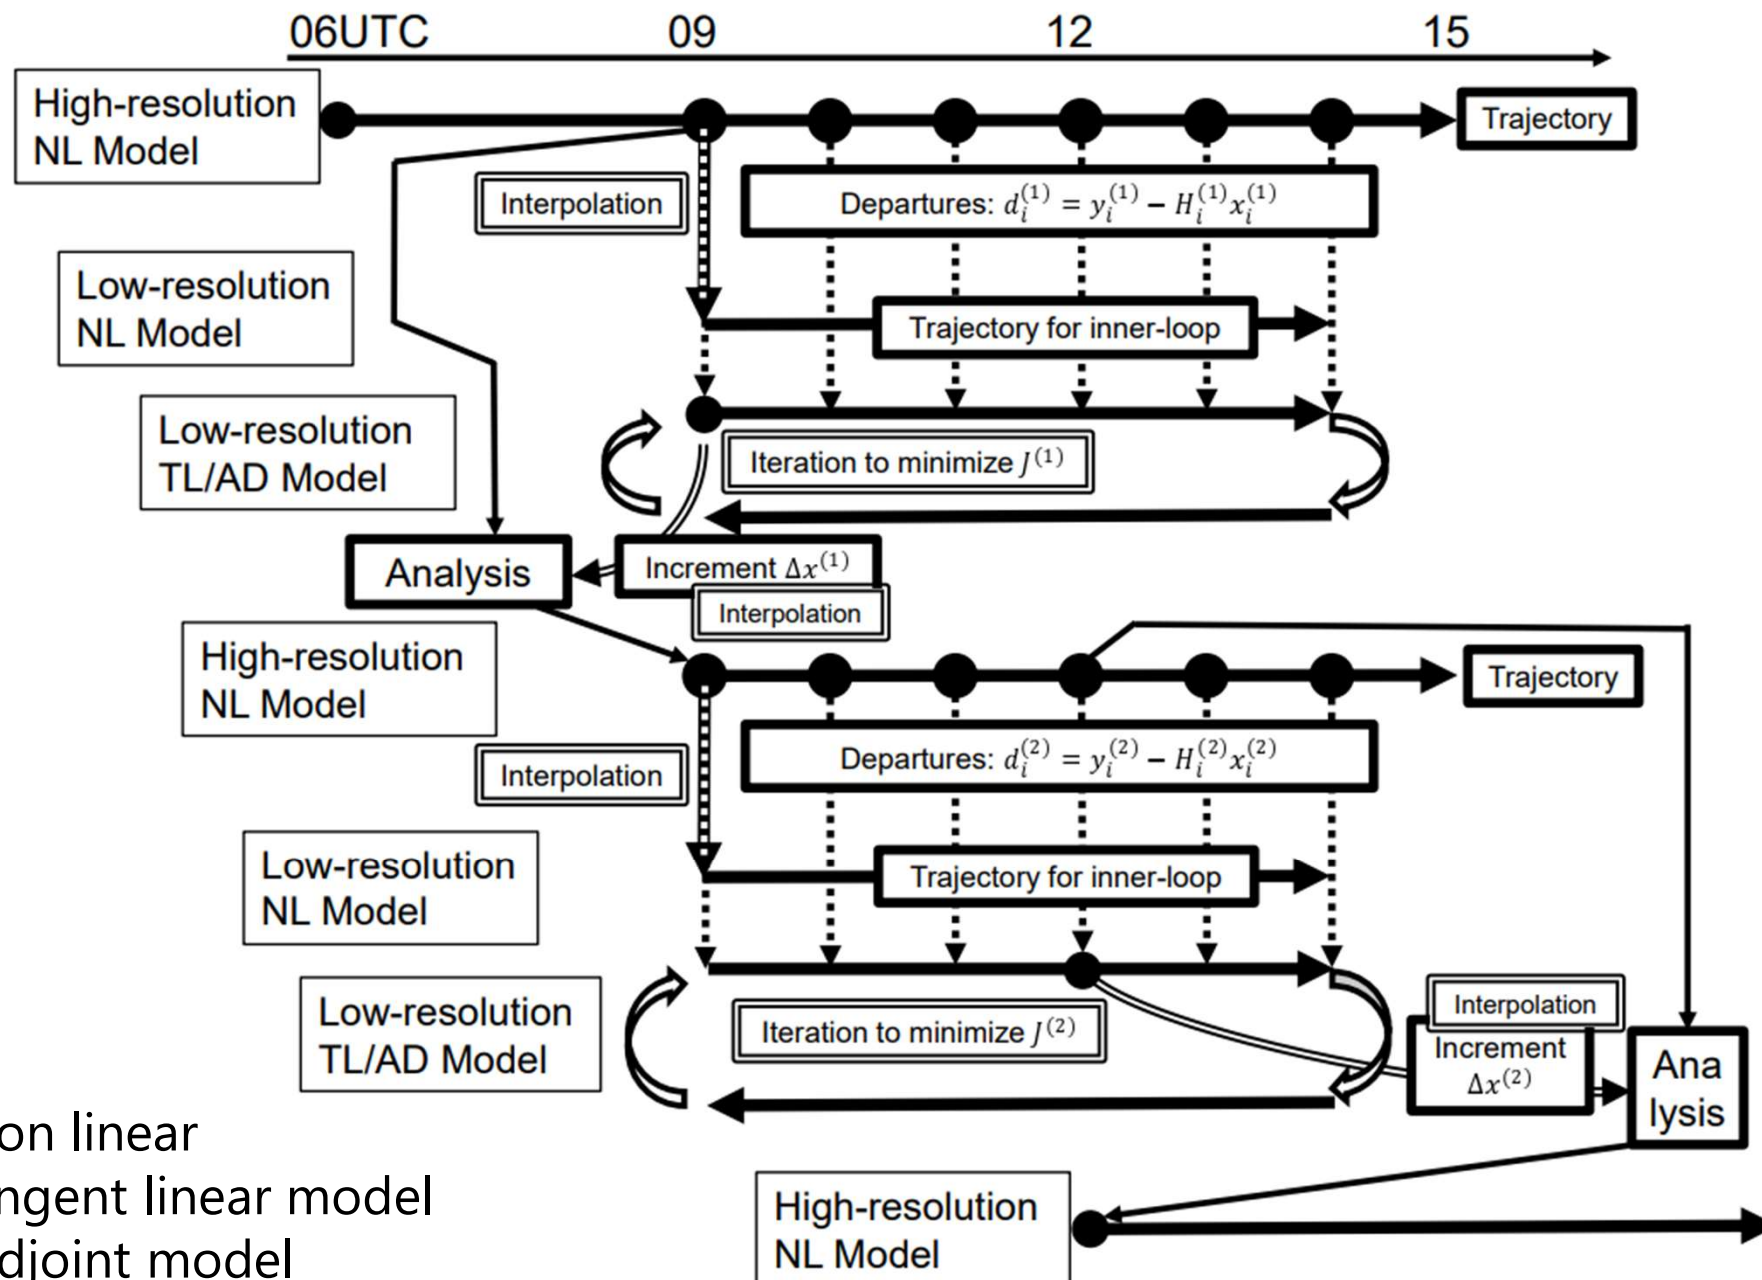 06UTC 09 12 15
High-resolution
NL Model
Trajectory
Interpolation
Departures: d_i^{(1)} = y_i^{(1)} − H_i^{(1)} x_i^{(1)}
Low-resolution
NL Model
Trajectory for inner-loop
Low-resolution
TL/AD Model
Iteration to minimize J^{(1)}
Analysis
Increment Δx^{(1)}
Interpolation
High-resolution
NL Model
Trajectory
Departures: d_i^{(2)} = y_i^{(2)} − H_i^{(2)} x_i^{(2)}
Interpolation
Low-resolution
NL Model
Trajectory for inner-loop
Low-resolution
TL/AD Model
Iteration to minimize J^{(2)}
Interpolation
Increment
Δx^{(2)}
Ana
lysis
on linear
ngent linear model
djoint model
High-resolution
NL Model